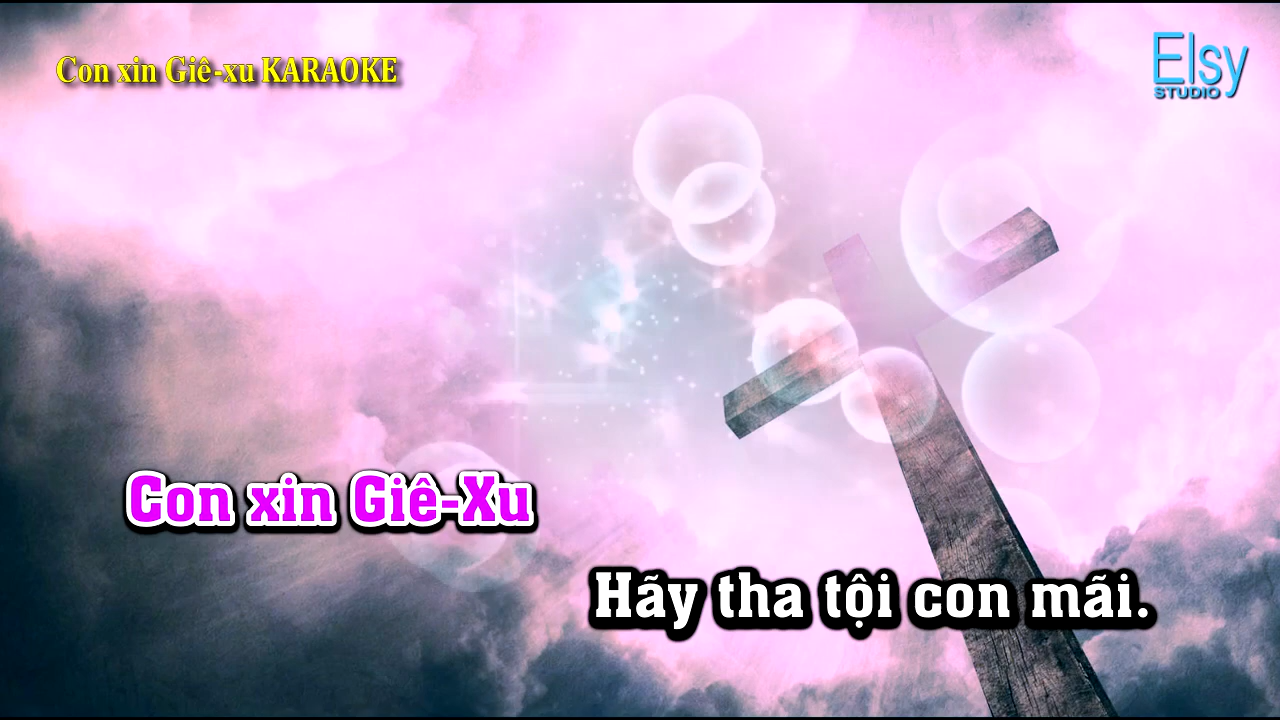 Con xin Giê-xu KARAOKE
Elsy
STUDIO
Con xin Giê-Xu
Hãy tha tội con mãi.